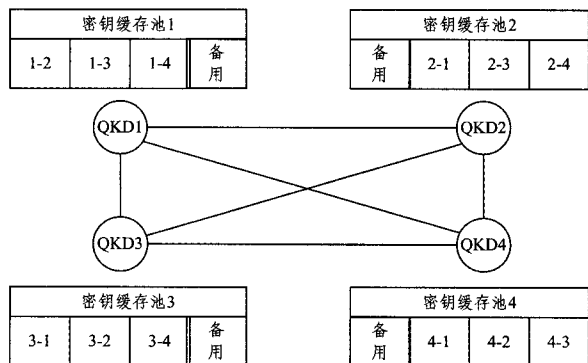 密钥缓存池1
1-2 1-3 1-4 备用
密钥缓存池2
备用 2-1 2-3 2-4
QKD1 QKD2
QKD3 QKD4
密钥缓存池3
3-1 3-2 3-4 备用
密钥缓存池4
备用 4-1 4-2 4-3